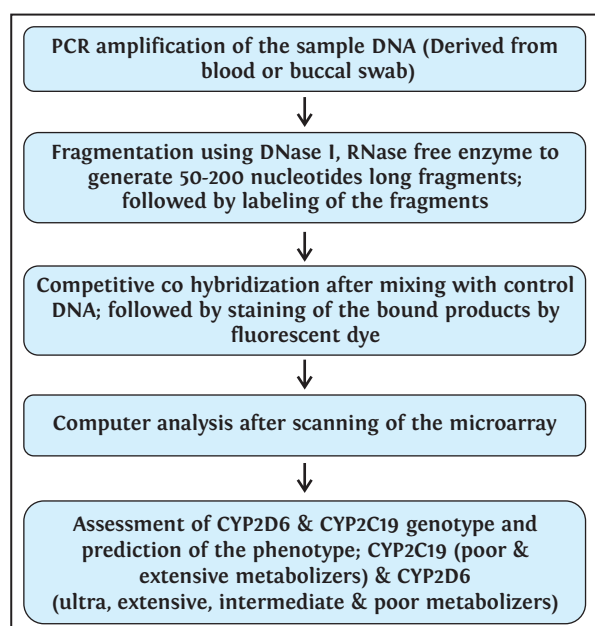 PCR amplification of the sample DNA (Derived from
blood or buccal swab)
Fragmentation using DNase I, RNase free enzyme to
generate 50-200 nucleotides long fragments;
followed by labeling of the fragments
Competitive co hybridization after mixing with control
DNA; followed by staining of the bound products by
fluorescent dye
Computer analysis after scanning of the microarray
Assessment of CYP2D6 & CYP2C19 genotype and
prediction of the phenotype; CYP2C19 (poor &
extensive metabolizers) & CYP2D6
(ultra, extensive, intermediate & poor metabolizers)